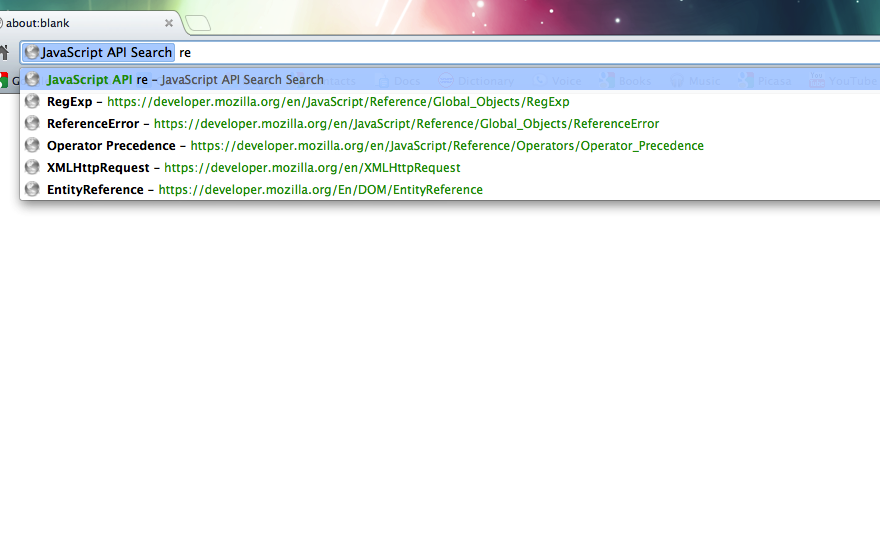 about:blank
JavaScript API Search re
JavaScript API re – JavaScript API Search Search
RegExp – https://developer.mozilla.org/en/JavaScript/Reference/Global_Objects/RegExp
ReferenceError – https://developer.mozilla.org/en/JavaScript/Reference/Global_Objects/ReferenceError
Operator Precedence – https://developer.mozilla.org/en/JavaScript/Reference/Operators/Operator_Precedence
XMLHttpRequest – https://developer.mozilla.org/en/XMLHttpRequest
EntityReference – https://developer.mozilla.org/En/DOM/EntityReference
Docs Dictionary Voice Books Music Picasa YouTube